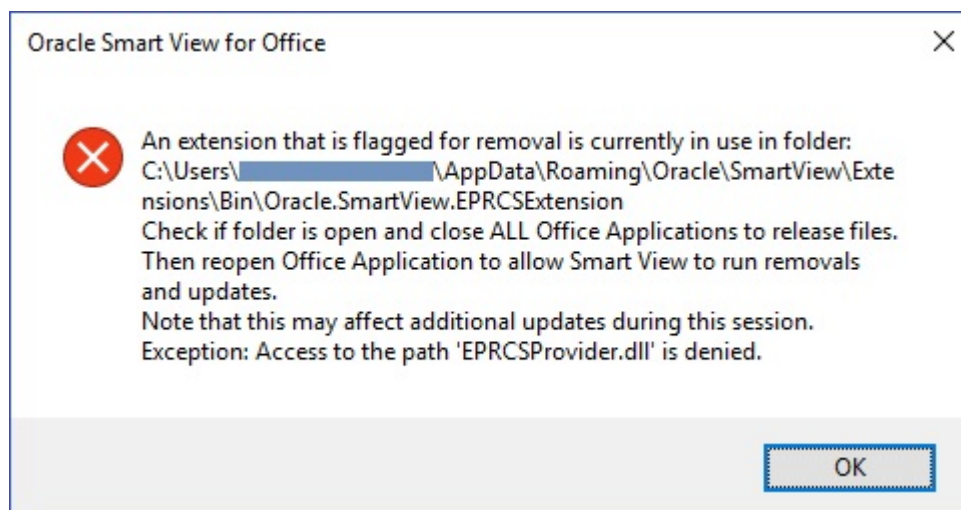 Oracle Smart View for Office
An extension that is flagged for removal is currently in use in folder:
C:\Users\ \AppData\Roaming\Oracle\SmartView\Exte
nsions\Bin\Oracle.SmartView.EPRCSExtension
Check if folder is open and close ALL Office Applications to release files.
Then reopen Office Application to allow Smart View to run removals
and updates.
Note that this may affect additional updates during this session.
Exception: Access to the path 'EPRCSProvider.dll' is denied.
OK